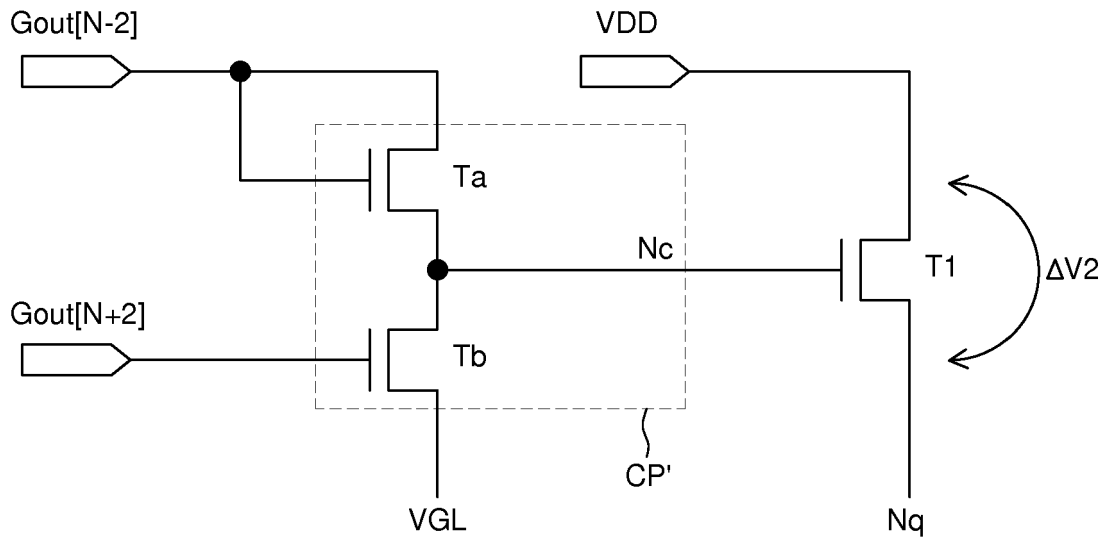 Gout[N-2]
VDD
Ta
Nc
T1
ΔV2
Gout[N+2]
Tb
CP'
VGL
Nq